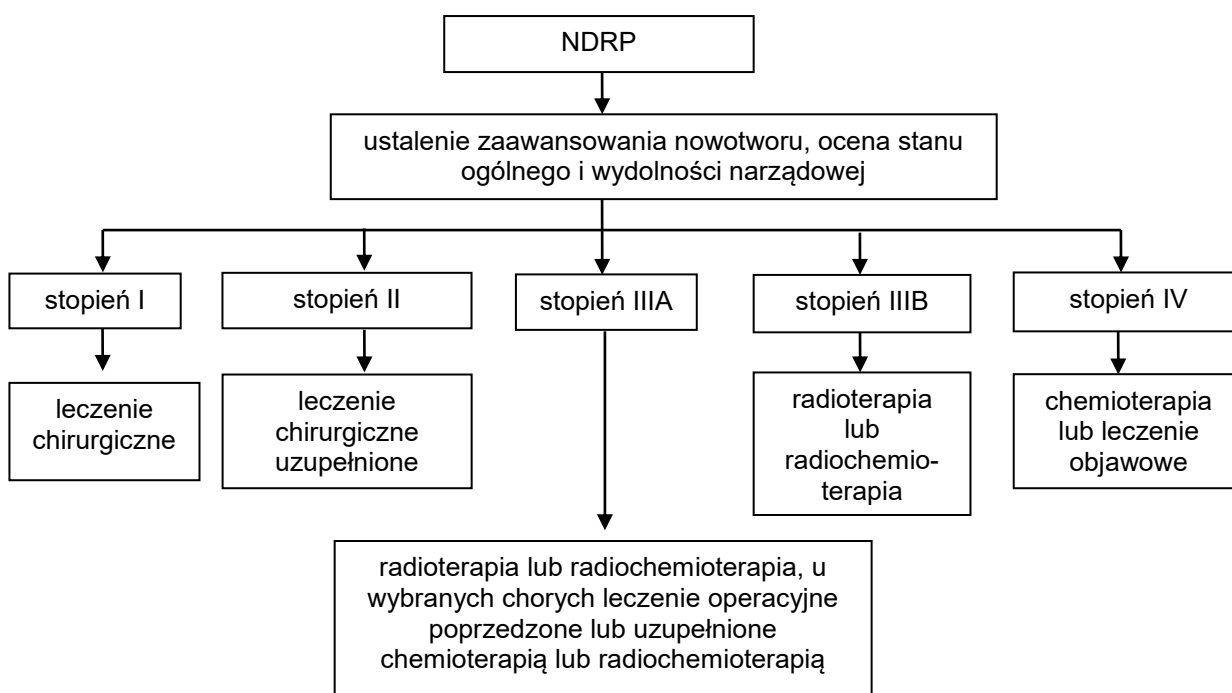 NDRP
ustalenie zaawansowania nowotworu, ocena stanu
ogólnego i wydolności narządowej
stopień I
stopień II
stopień IIIA
stopień IIIB
stopień IV
leczenie
chirurgiczne
leczenie
chirurgiczne
uzupełnione
radioterapia
lub
radiochemio-
terapia
chemioterapia
lub leczenie
objawowe
radioterapia lub radiochemioterapia, u
wybranych chorych leczenie operacyjne
poprzedzone lub uzupełnione
chemioterapią lub radiochemioterapią